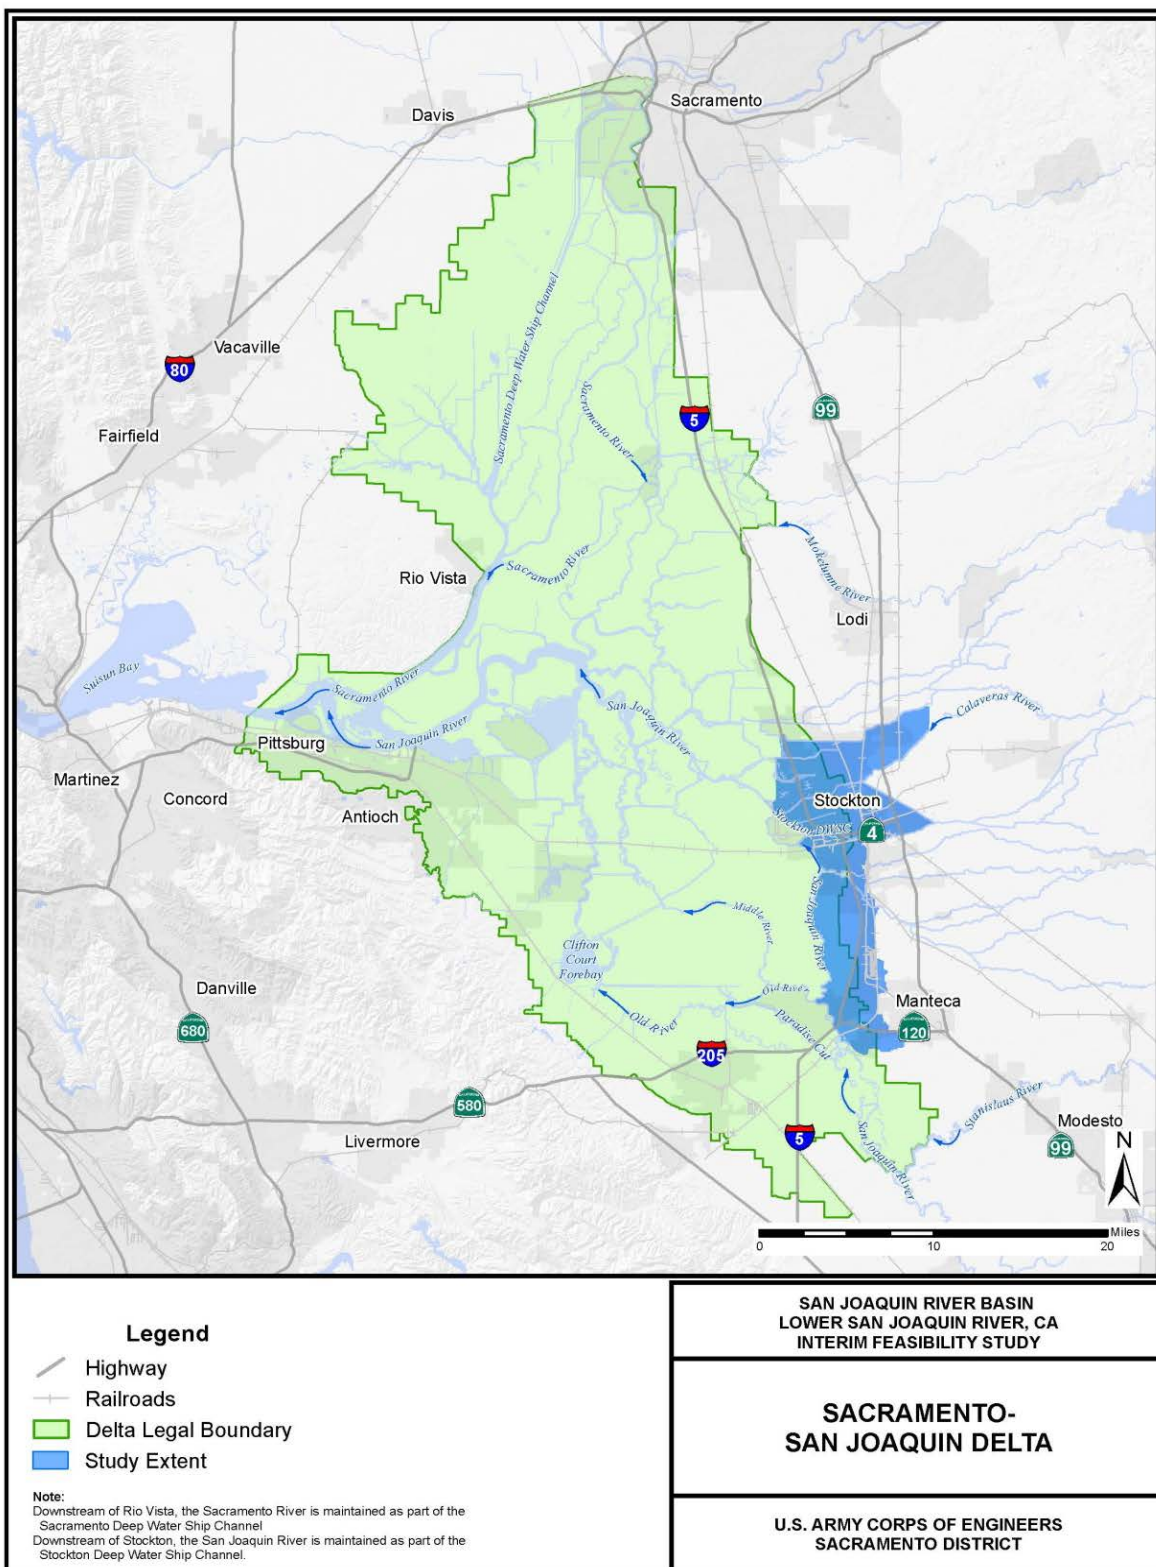 Davis
Sacramento
Sacramento Deep Water Ship Channel
Vacaville
80
Fairfield
5
99
Sacramento River
Mokelumne River
Rio Vista
Sacramento River
Lodi
Suisun Bay
Sacramento River
San Joaquin River
San Joaquin River
Calaveras River
Pittsburg
Martinez
Concord
Antioch
Stockton
Stockton DWSC
4
San Joaquin River
Middle River
Clifton
Court
Forebay
Danville
680
Old River
Old River
Paradise Cut
Manteca
120
205
580
Livermore
5
San Joaquin River
Stanislaus River
Modesto
99
N
Miles
0 10 20
Legend
Highway
Railroads
Delta Legal Boundary
Study Extent
Note:
Downstream of Rio Vista, the Sacramento River is maintained as part of the
Sacramento Deep Water Ship Channel
Downstream of Stockton, the San Joaquin River is maintained as part of the
Stockton Deep Water Ship Channel.
SAN JOAQUIN RIVER BASIN
LOWER SAN JOAQUIN RIVER, CA
INTERIM FEASIBILITY STUDY
SACRAMENTO-
SAN JOAQUIN DELTA
U.S. ARMY CORPS OF ENGINEERS
SACRAMENTO DISTRICT